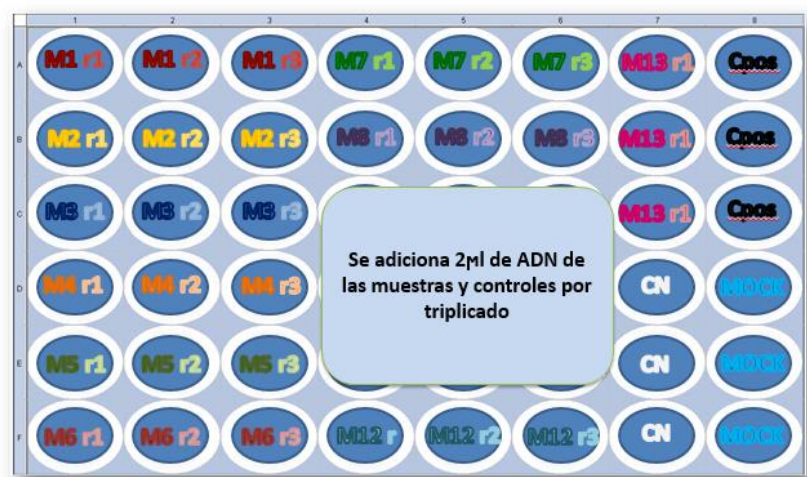 1 2 3 4 5 6 7 8
A M1 r1 M1 r2 M1 r3 M7 r1 M7 r2 M7 r3 M13 r1 Cpos
B M2 r1 M2 r2 M2 r3 M8 r1 M8 r2 M8 r3 M13 r1 Cpos
C M3 r1 M3 r2 M3 r3 M13 r1 Cpos
Se adiciona 2ϻl de ADN de
las muestras y controles por
triplicado
D M4 r1 M4 r2 M4 r3 CN MOCK
E M5 r1 M5 r2 M5 r3 CN MOCK
F M6 r1 M6 r2 M6 r3 M12 r M12 r2 M12 r3 CN MOCK